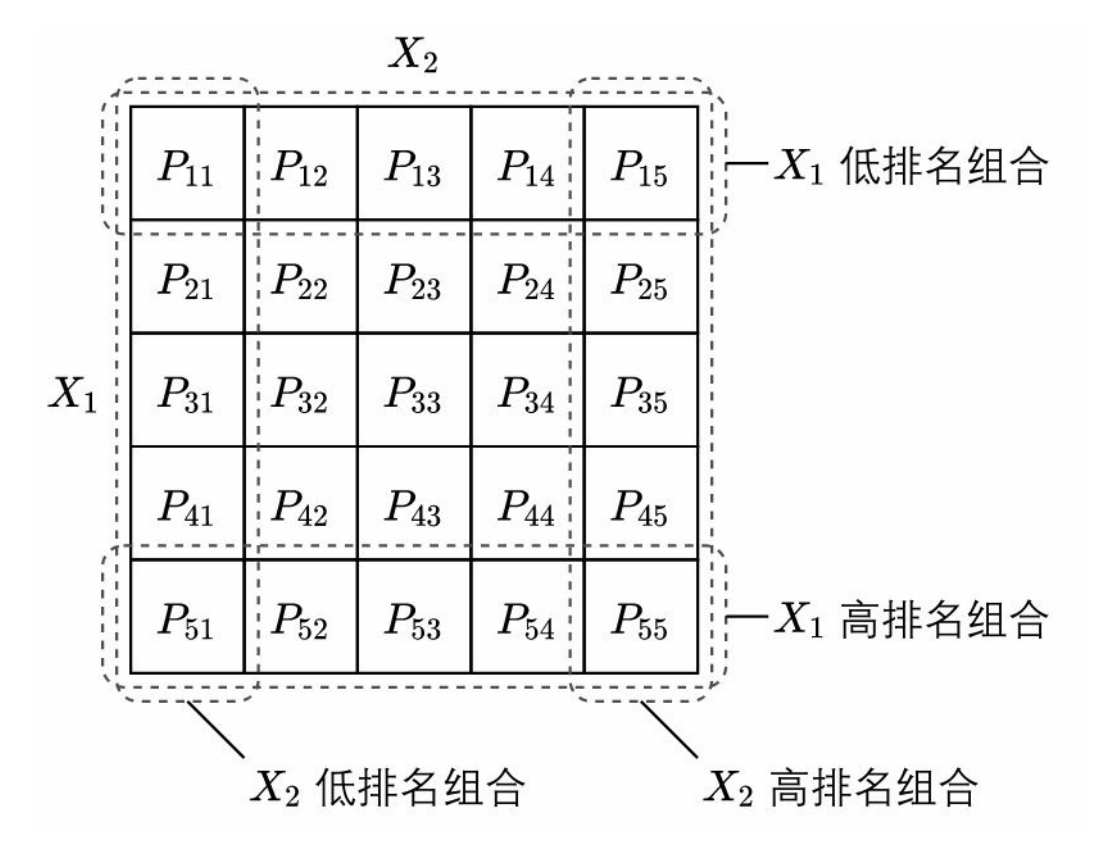 X₂
P₁₁ P₁₂ P₁₃ P₁₄ P₁₅ X₁ 低排名组合
P₂₁ P₂₂ P₂₃ P₂₄ P₂₅
X₁ P₃₁ P₃₂ P₃₃ P₃₄ P₃₅
P₄₁ P₄₂ P₄₃ P₄₄ P₄₅
P₅₁ P₅₂ P₅₃ P₅₄ P₅₅ X₁ 高排名组合
X₂ 低排名组合 X₂ 高排名组合